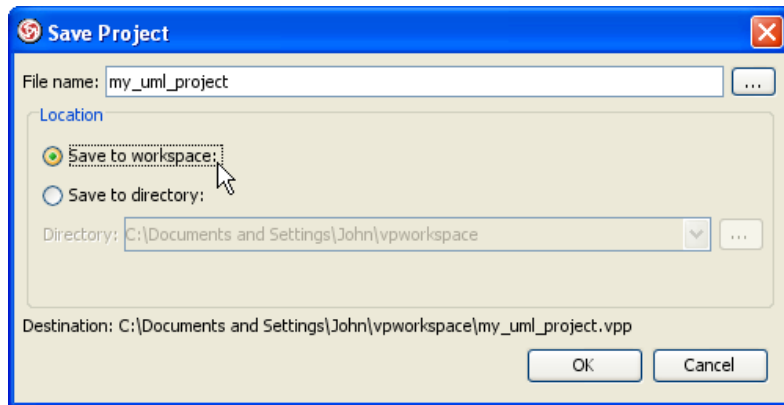 Save Project
File name: my_uml_project ...
Location
Save to workspace:
Save to directory:
Directory: C:\Documents and Settings\John\vpworkspace ...
Destination: C:\Documents and Settings\John\vpworkspace\my_uml_project.vpp
OK Cancel